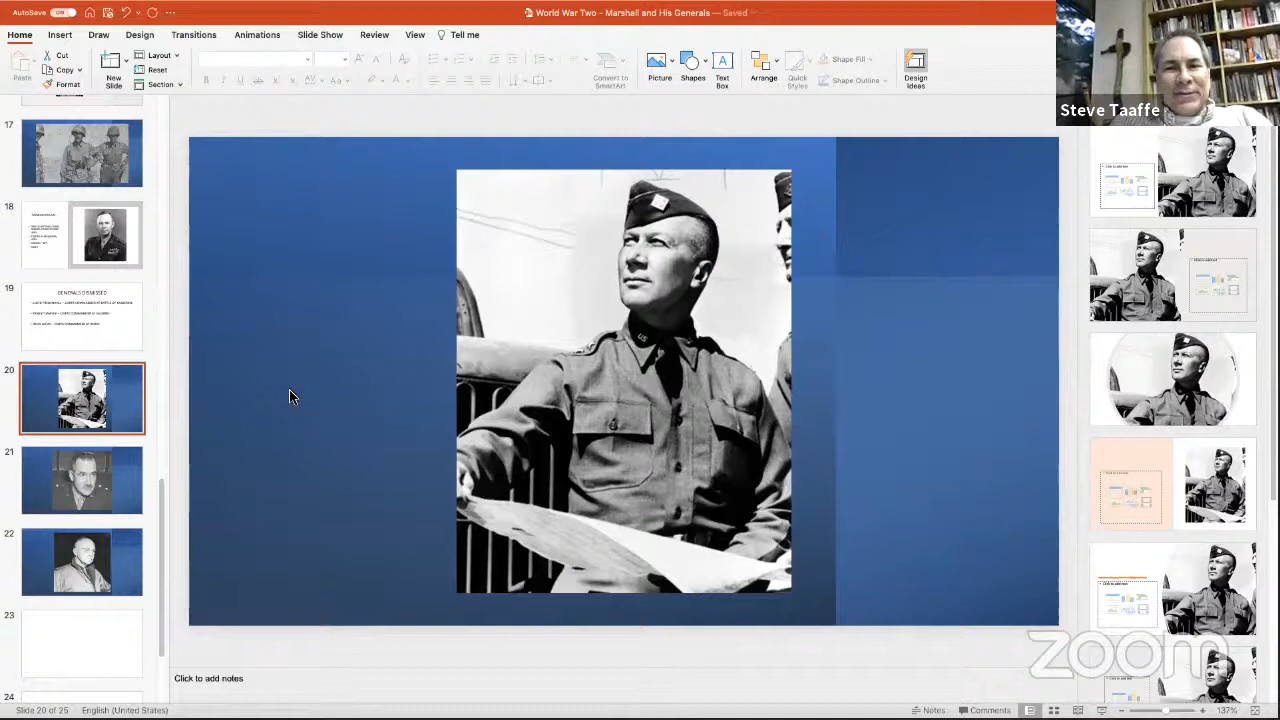 AutoSave ON
World War Two - Marshall and His Generals — Saved
Home Insert Draw Design Transitions Animations Slide Show Review View Tell me
Paste
Cut
Copy
Format
New Slide
Layout
Reset
Section
Convert to SmartArt
Picture
Shapes
Text Box
Arrange
Quick Styles
Shape Fill
Shape Outline
Design Ideas
Steve Taaffe
17
18
19
GENERALS DISMISSED
20
21
22
23
24
US
Click to add notes
zoom
Slide 20 of 25 English (United States) Notes Comments 137%